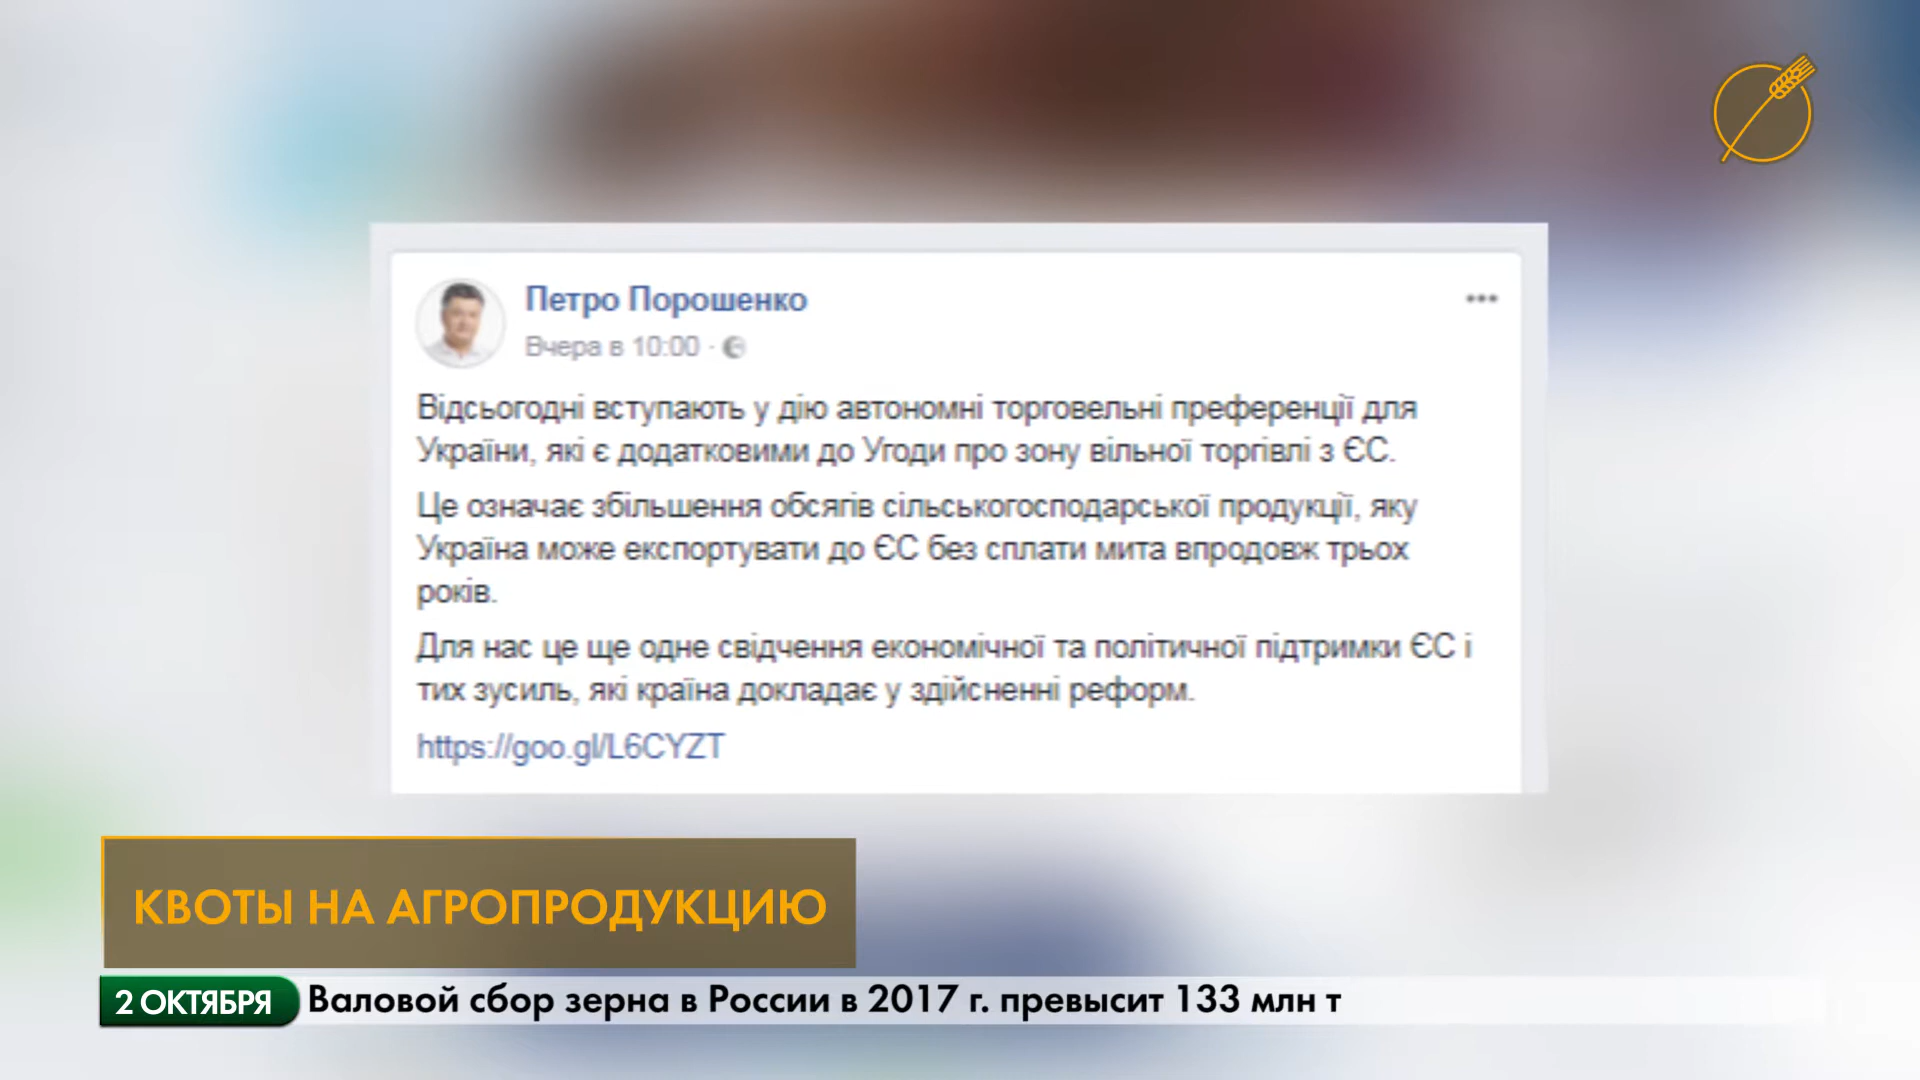 Петро Порошенко
Вчера в 10:00 ·
Відсьогодні вступають у дію автономні торговельні преференції для
України, які є додатковими до Угоди про зону вільної торгівлі з ЄС.
Це означає збільшення обсягів сільськогосподарської продукції, яку
Україна може експортувати до ЄС без сплати мита впродовж трьох
років.
Для нас це ще одне свідчення економічної та політичної підтримки ЄС і
тих зусиль, які країна докладає у здійсненні реформ.
https://goo.gl/L6CYZT
КВОТЫ НА АГРОПРОДУКЦИЮ
2 ОКТЯБРЯ Валовой сбор зерна в России в 2017 г. превысит 133 млн т